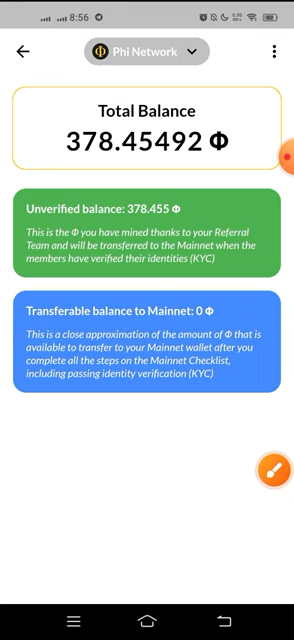 8:56
Phi Network
Total Balance
378.45492 Φ
Unverified balance: 378.455 Φ
This is the Φ you have mined thanks to your Referral
Team and will be transferred to the Mainnet when the
members have verified their identities (KYC)
Transferable balance to Mainnet: 0 Φ
This is a close approximation of the amount of Φ that is
available to transfer to your Mainnet wallet after you
complete all the steps on the Mainnet Checklist,
including passing identity verification (KYC)